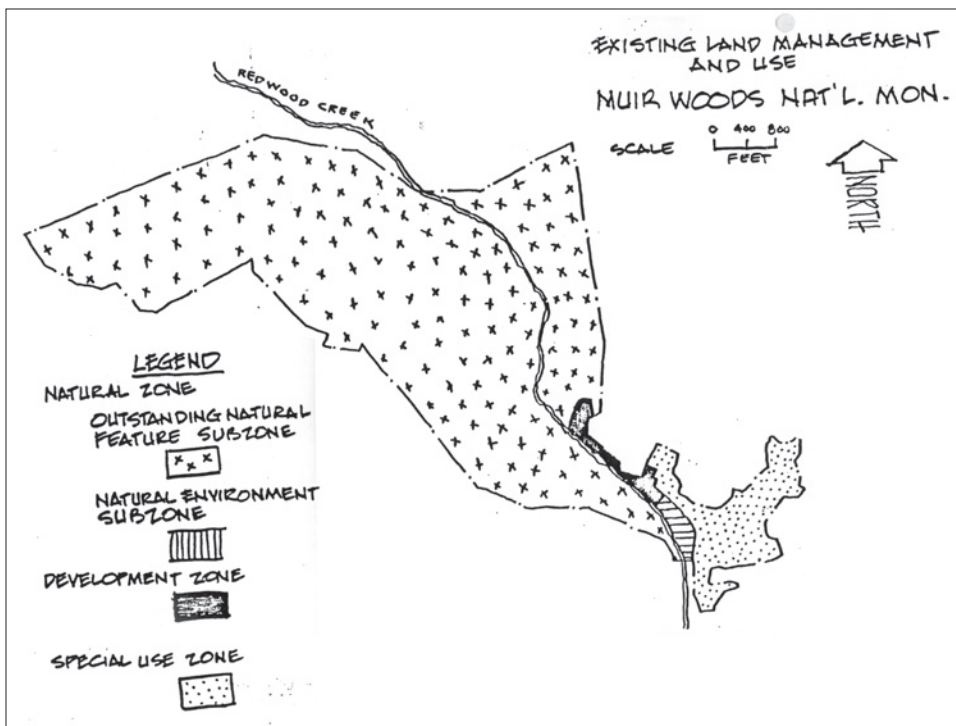 EXISTING LAND MANAGEMENT
AND USE
MUIR WOODS NAT'L. MON.
SCALE
0 400 800
FEET
NORTH
REDWOOD CREEK
LEGEND
NATURAL ZONE
OUTSTANDING NATURAL
FEATURE SUBZONE
NATURAL ENVIRONMENT
SUBZONE
DEVELOPMENT ZONE
SPECIAL USE ZONE